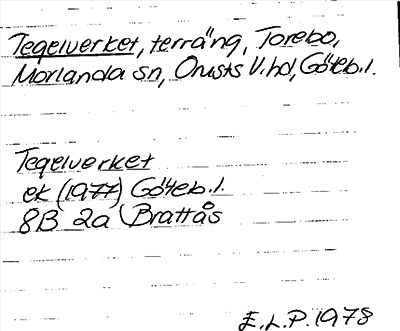 Tegelverket, terräng, Torebo,
Morlanda sn, Orusts V. hd, Göteb. l.
Tegelverket
ek (1977) Göteb. l.
8B 2a Brattås
E. L. P. 1978